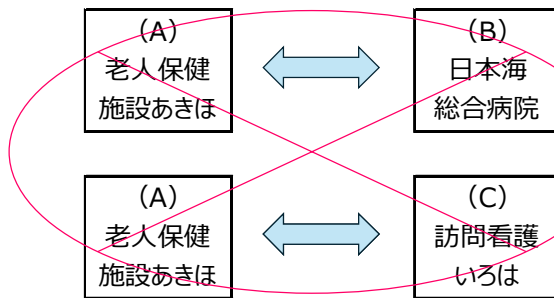 (A)
老人保健
施設あきほ
(B)
日本海
総合病院
(A)
老人保健
施設あきほ
(C)
訪問看護
いろは